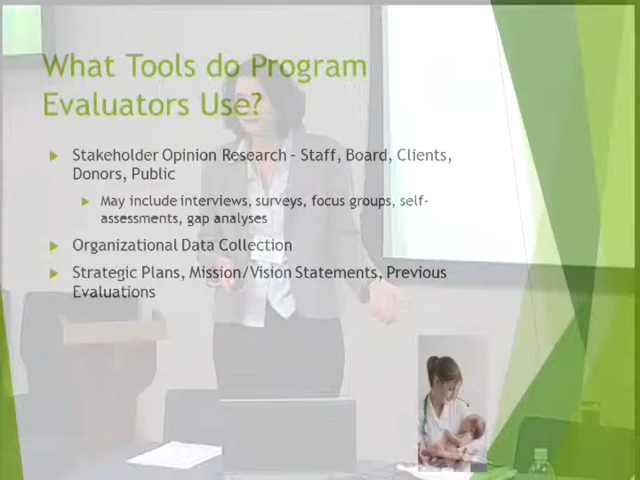 What Tools do Program
Evaluators Use?
Stakeholder Opinion Research – Staff, Board, Clients,
Donors, Public
May include interviews, surveys, focus groups, self-
assessments, gap analyses
Organizational Data Collection
Strategic Plans, Mission/Vision Statements, Previous
Evaluations